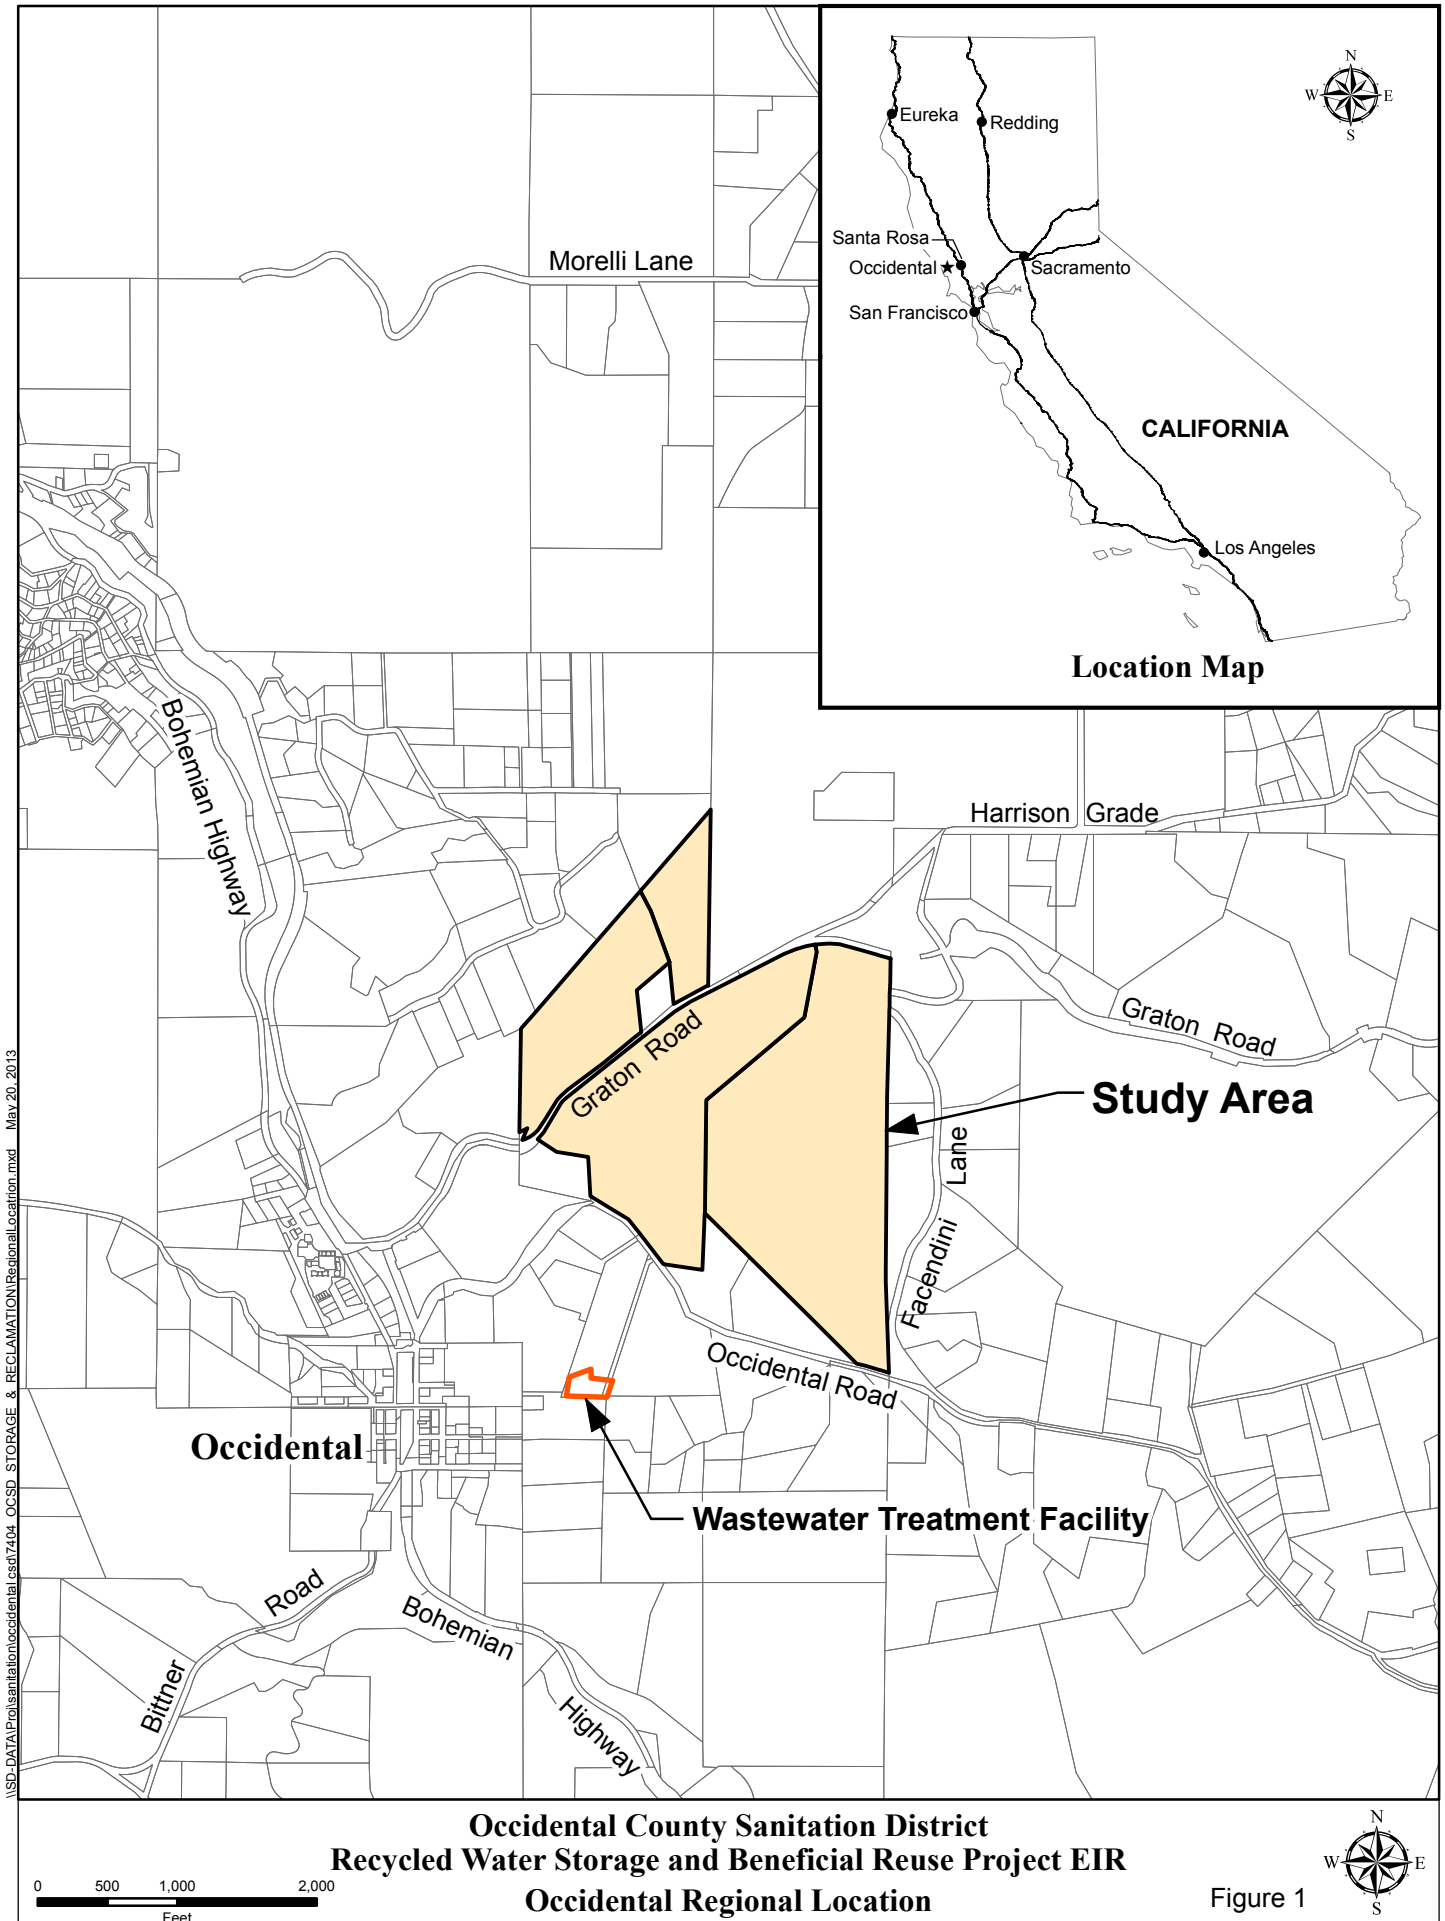 N
W E
S
Eureka
Redding
Santa Rosa
Occidental
Sacramento
San Francisco
CALIFORNIA
Los Angeles
Location Map
Morelli Lane
Bohemian Highway
Harrison Grade
Graton Road
Graton Road
Study Area
Facendini Lane
Occidental Road
Occidental
Wastewater Treatment Facility
Bittner Road
Bohemian Highway
\\SD-DATA\Proj\sanitation\occidental csd\7404 OCSD STORAGE & RECLAMATION\RegionalLocatrion.mxd May 20, 2013
Occidental County Sanitation District
Recycled Water Storage and Beneficial Reuse Project EIR
Occidental Regional Location
0 500 1,000 2,000
Feet
Figure 1
N
W E
S